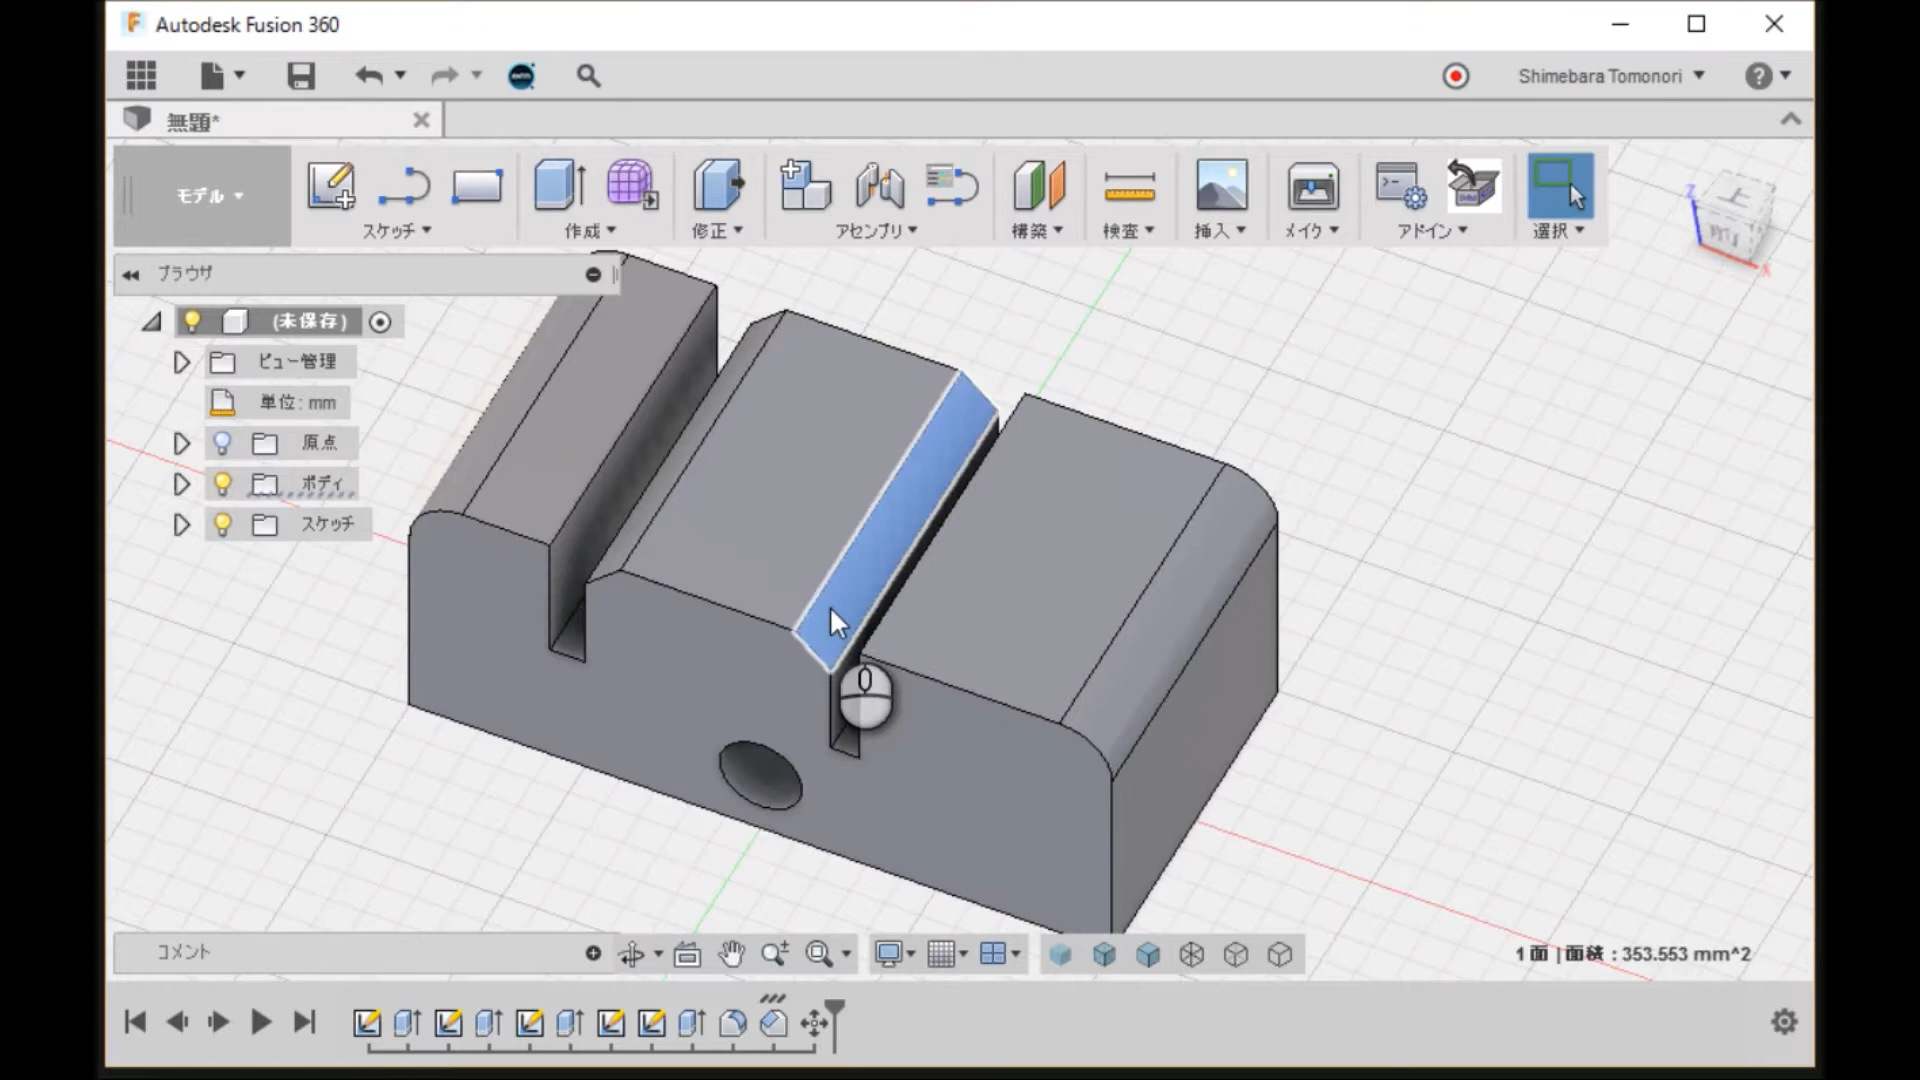 Autodesk Fusion 360
Shimebara Tomonori
無題*
モデル
スケッチ
作成
修正
アセンブリ
構築
検査
挿入
メイク
アドイン
選択
上
前
Z
X
ブラウザ
(未保存)
ビュー管理
単位: mm
原点
ボディ
スケッチ
コメント
1 面 | 面積 : 353.553 mm^2